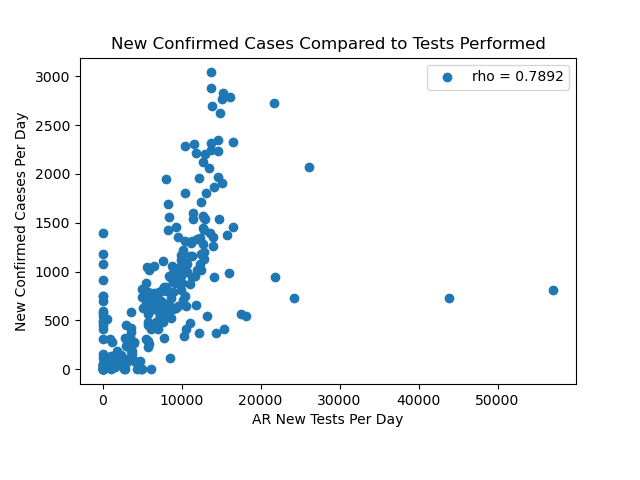 New Confirmed Cases Compared to Tests Performed
rho = 0.7892
New Confirmed Caeses Per Day
3000
2500
2000
1500
1000
500
0
0 10000 20000 30000 40000 50000
AR New Tests Per Day